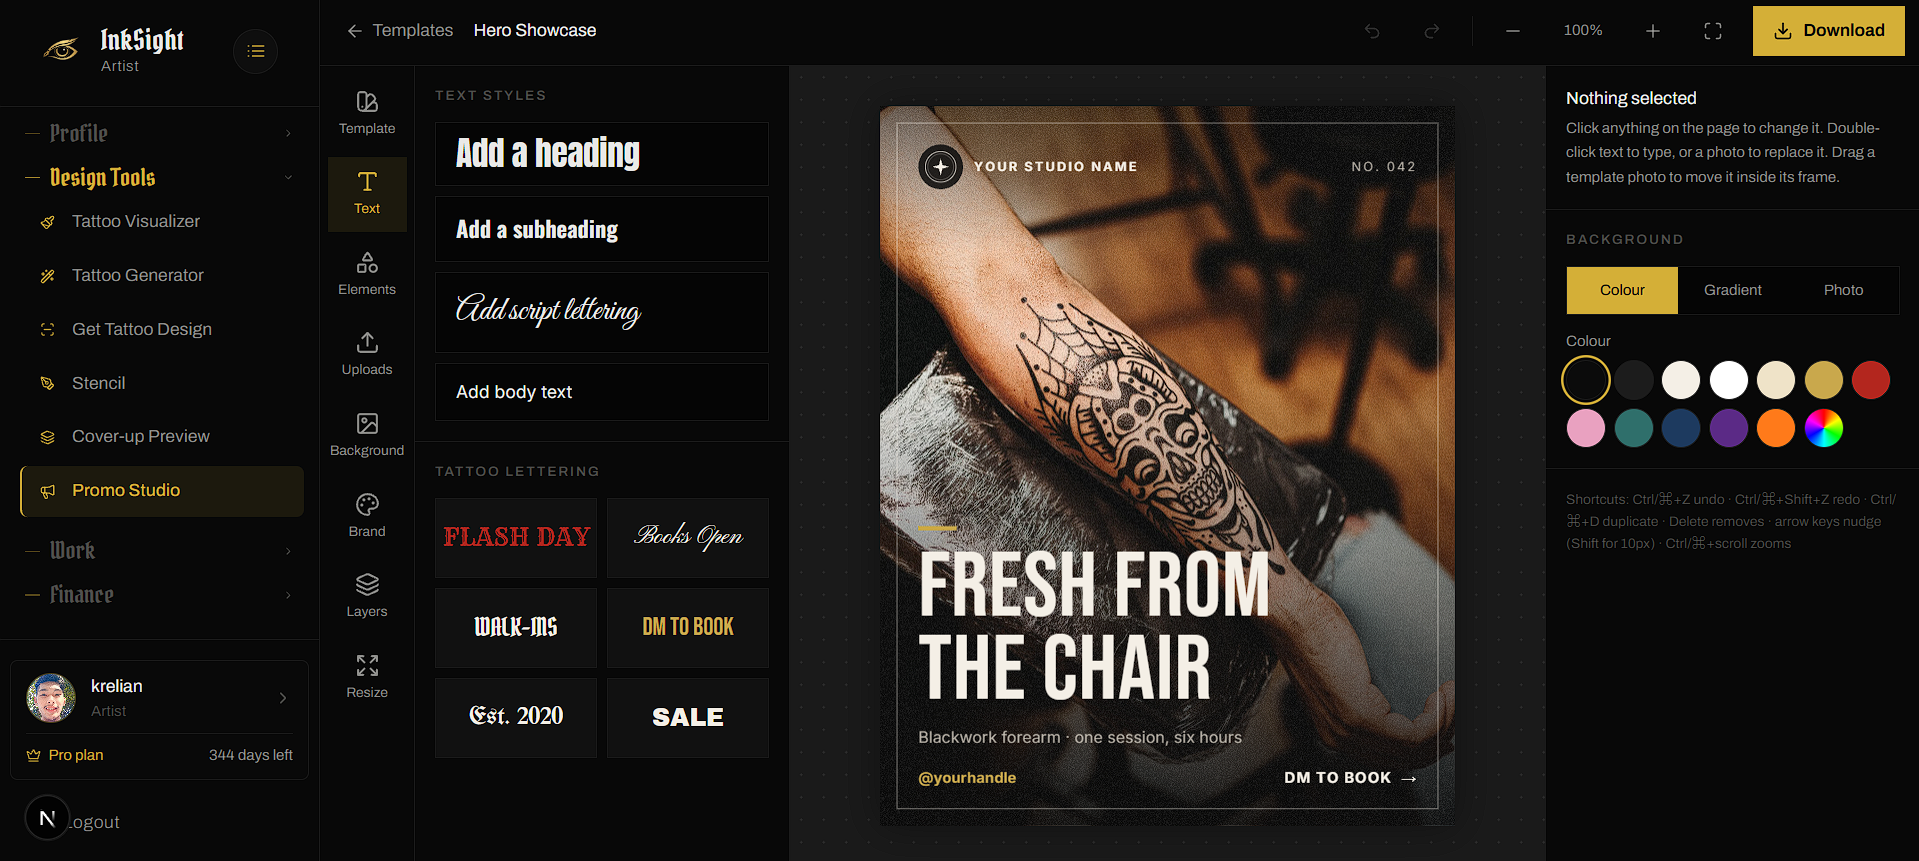 InkSight
Artist
Profile
Design Tools
Tattoo Visualizer
Tattoo Generator
Get Tattoo Design
Stencil
Cover-up Preview
Promo Studio
Work
Finance
krelian
Artist
Pro plan
344 days left
N
ogout
Templates
Hero Showcase
100%
Download
Template
Text
Elements
Uploads
Background
Brand
Layers
Resize
TEXT STYLES
Add a heading
Add a subheading
Add script lettering
Add body text
TATTOO LETTERING
FLASH DAY
Books Open
WALK-INS
DM TO BOOK
Est. 2020
SALE
YOUR STUDIO NAME
NO. 042
FRESH FROM
THE CHAIR
Blackwork forearm · one session, six hours
@yourhandle
DM TO BOOK →
Nothing selected
Click anything on the page to change it. Double-
click text to type, or a photo to replace it. Drag a
template photo to move it inside its frame.
BACKGROUND
Colour
Gradient
Photo
Colour
Shortcuts: Ctrl/⌘+Z undo · Ctrl/⌘+Shift+Z redo · Ctrl/
⌘+D duplicate · Delete removes · arrow keys nudge
(Shift for 10px) · Ctrl/⌘+scroll zooms